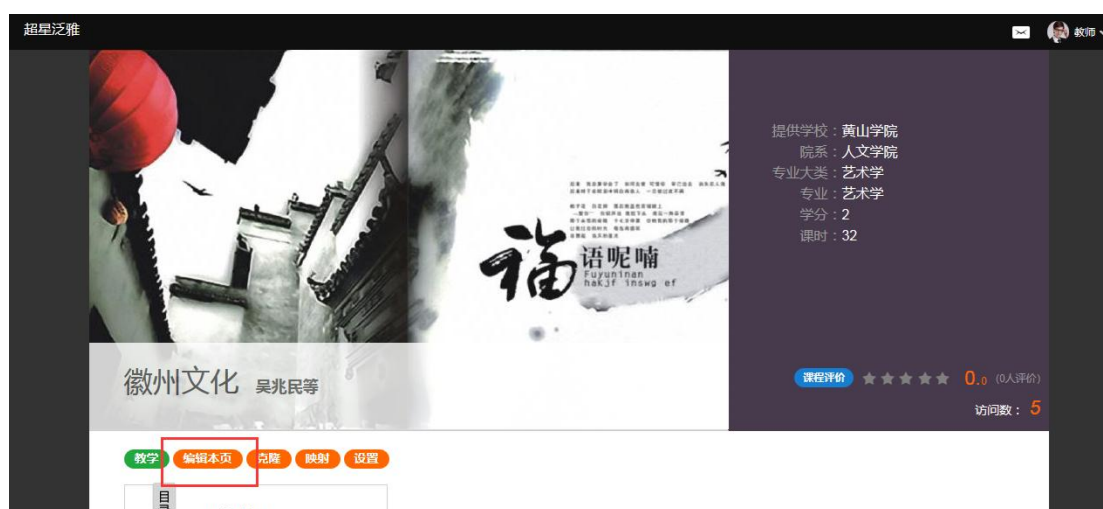 超星泛雅
教师
提供学校：黄山学院
院系：人文学院
专业大类：艺术学
专业：艺术学
学分：2
课时：32
福
语呢喃
Fuyuninan
hakjf inswg ef
徽州文化 吴兆民等
课程评价 0.0 (0人评价)
访问数： 5
教学 编辑本页 克隆 映射 设置
目